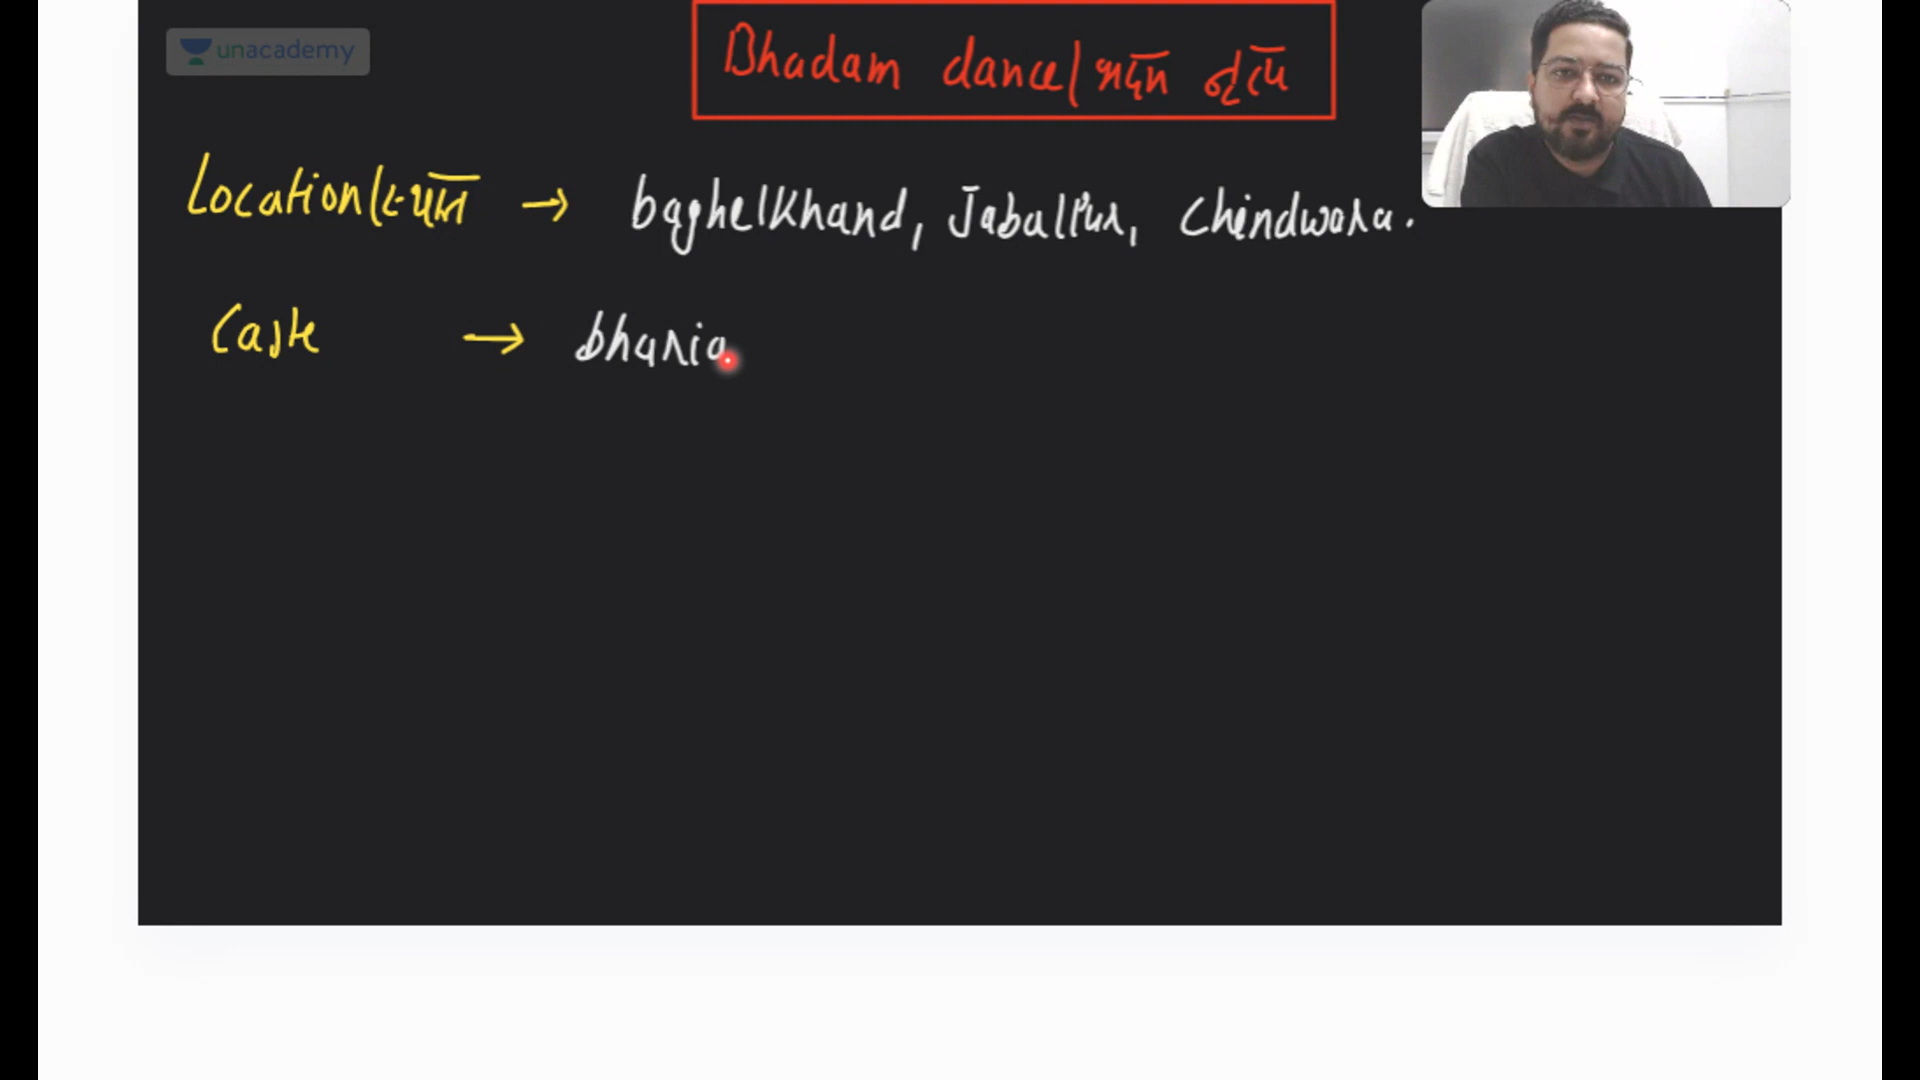 unacademy
Bhadam dance/भड़म नृत्य
Location/स्थान → baghelkhand, Jabalpur, Chindwara.
Caste → bharia